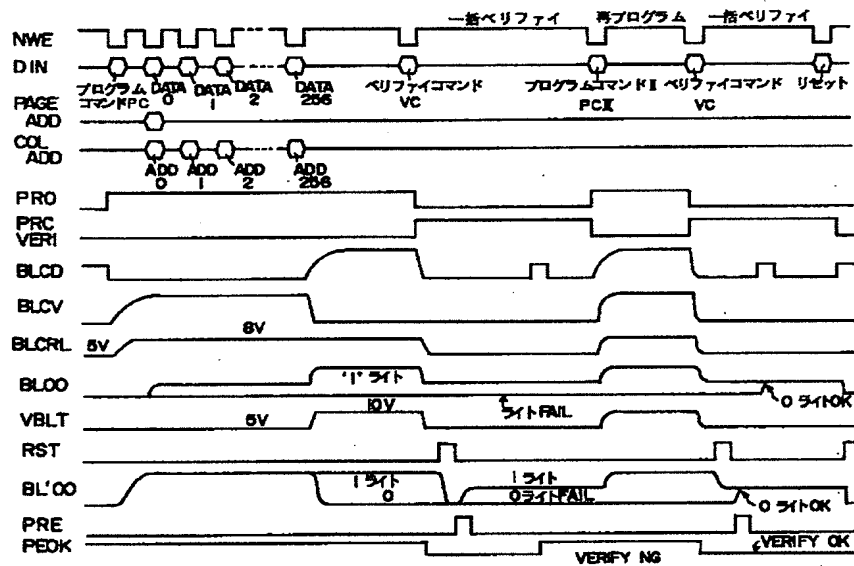 一括ベリファイ 再プログラム 一括ベリファイ
NWE
DIN
プログラム コマンドPC DATA 0 DATA 1 DATA 2 DATA 256 ベリファイコマンド VC プログラムコマンドⅡ PCⅡ ベリファイコマンド VC リセット
PAGE ADD
COL ADD
ADD 0 ADD 1 ADD 2 ADD 256
PRO
PRC
VERI
BLCD
BLCV
8V
BLCRL 5V
BL00 "1" ライト 0 ライトOK
10V ライトFAIL
VBLT 5V
RST
BL'00 1 ライト 1 ライト
0 0ライトFAIL 0 ライトOK
PRE
PEOK VERIFY NG VERIFY OK